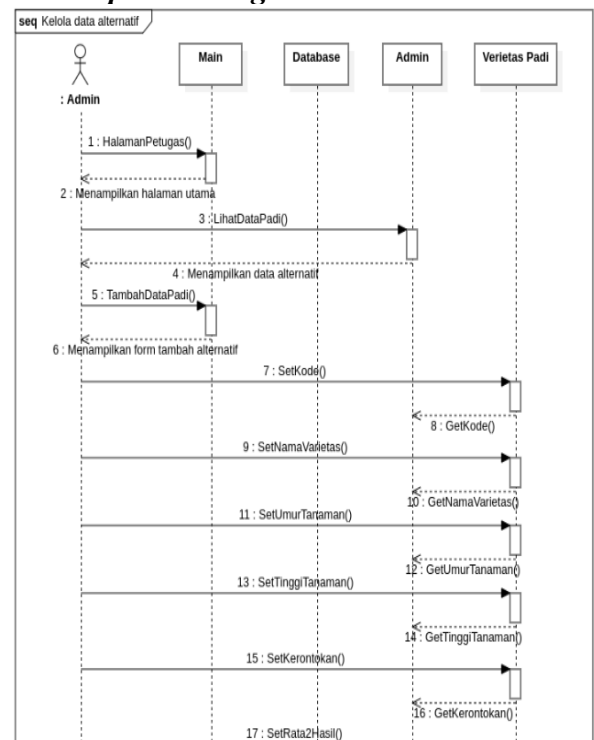 seq Kelola data alternatif
Main
Database
Admin
Verietas Padi
: Admin
1 : HalamanPetugas()
2 : Menampilkan halaman utama
3 : LihatDataPadi()
4 : Menampilkan data alternatif
5 : TambahDataPadi()
6 : Menampilkan form tambah alternatif
7 : SetKode()
8 : GetKode()
9 : SetNamaVarietas()
10 : GetNamaVarietas()
11 : SetUmurTanaman()
12 : GetUmurTanaman()
13 : SetTinggiTanaman()
14 : GetTinggiTanaman()
15 : SetKerontokan()
16 : GetKerontokan()
17 : SetRata2Hasil()